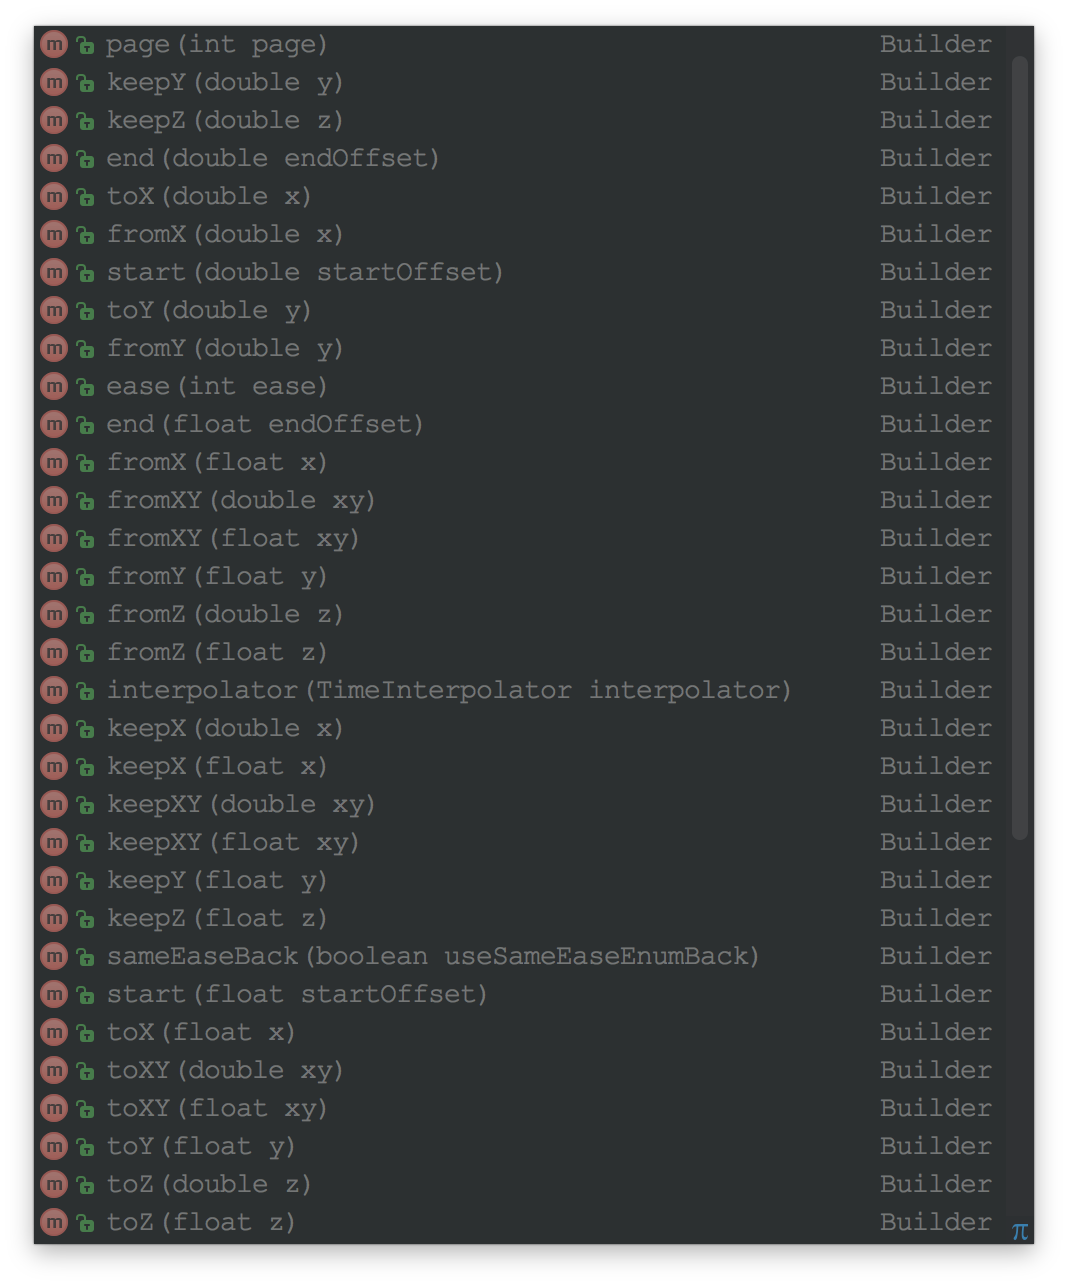 m page(int page) Builder
m keepY(double y) Builder
m keepZ(double z) Builder
m end(double endOffset) Builder
m toX(double x) Builder
m fromX(double x) Builder
m start(double startOffset) Builder
m toY(double y) Builder
m fromY(double y) Builder
m ease(int ease) Builder
m end(float endOffset) Builder
m fromX(float x) Builder
m fromXY(double xy) Builder
m fromXY(float xy) Builder
m fromY(float y) Builder
m fromZ(double z) Builder
m fromZ(float z) Builder
m interpolator(TimeInterpolator interpolator) Builder
m keepX(double x) Builder
m keepX(float x) Builder
m keepXY(double xy) Builder
m keepXY(float xy) Builder
m keepY(float y) Builder
m keepZ(float z) Builder
m sameEaseBack(boolean useSameEaseEnumBack) Builder
m start(float startOffset) Builder
m toX(float x) Builder
m toXY(double xy) Builder
m toXY(float xy) Builder
m toY(float y) Builder
m toZ(double z) Builder
m toZ(float z) Builder π